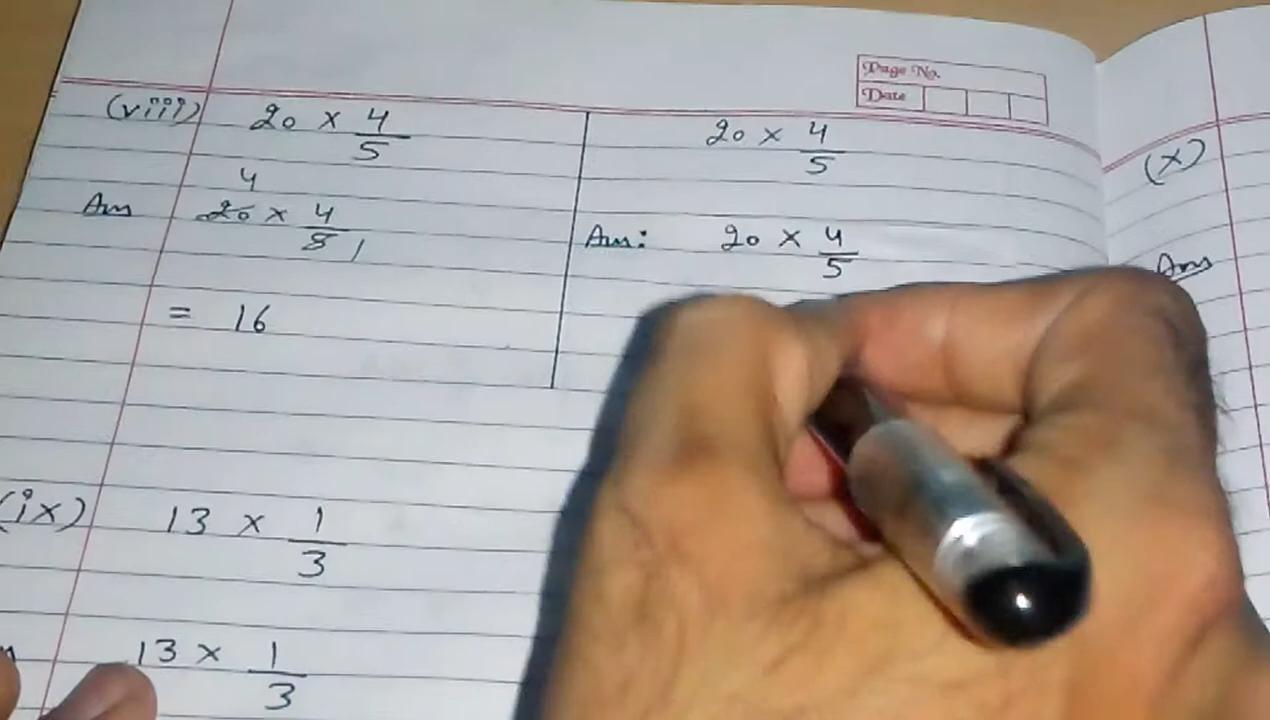 Page No.
Date
(viii) 20 × 4/5
4
Ans 20 × 4/5 1
= 16
20 × 4/5
Ans: 20 × 4/5
(ix) 13 × 1/3
13 × 1/3
(x)
Ans